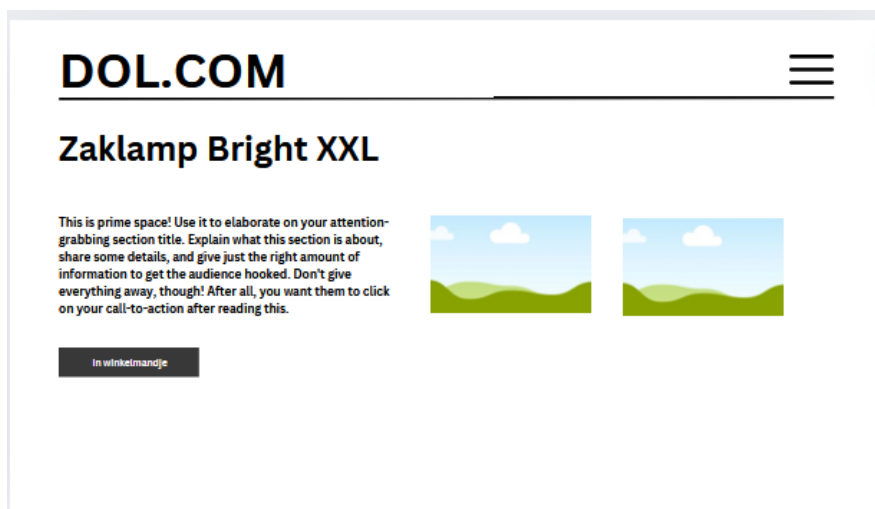 DOL.COM
Zaklamp Bright XXL
This is prime space! Use it to elaborate on your attention-
grabbing section title. Explain what this section is about,
share some details, and give just the right amount of
information to get the audience hooked. Don't give
everything away, though! After all, you want them to click
on your call-to-action after reading this.
In winkelmandje